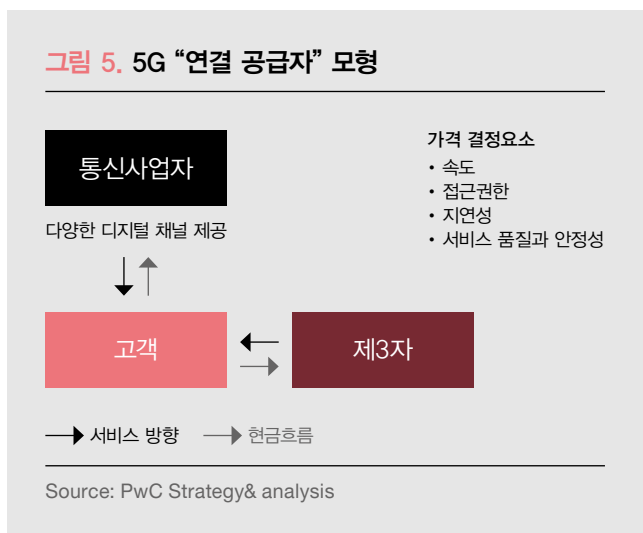 그림 5. 5G “연결 공급자” 모형
통신사업자
다양한 디지털 채널 제공
가격 결정요소
• 속도
• 접근권한
• 지연성
• 서비스 품질과 안정성
고객
제3자
서비스 방향
현금흐름
Source: PwC Strategy& analysis